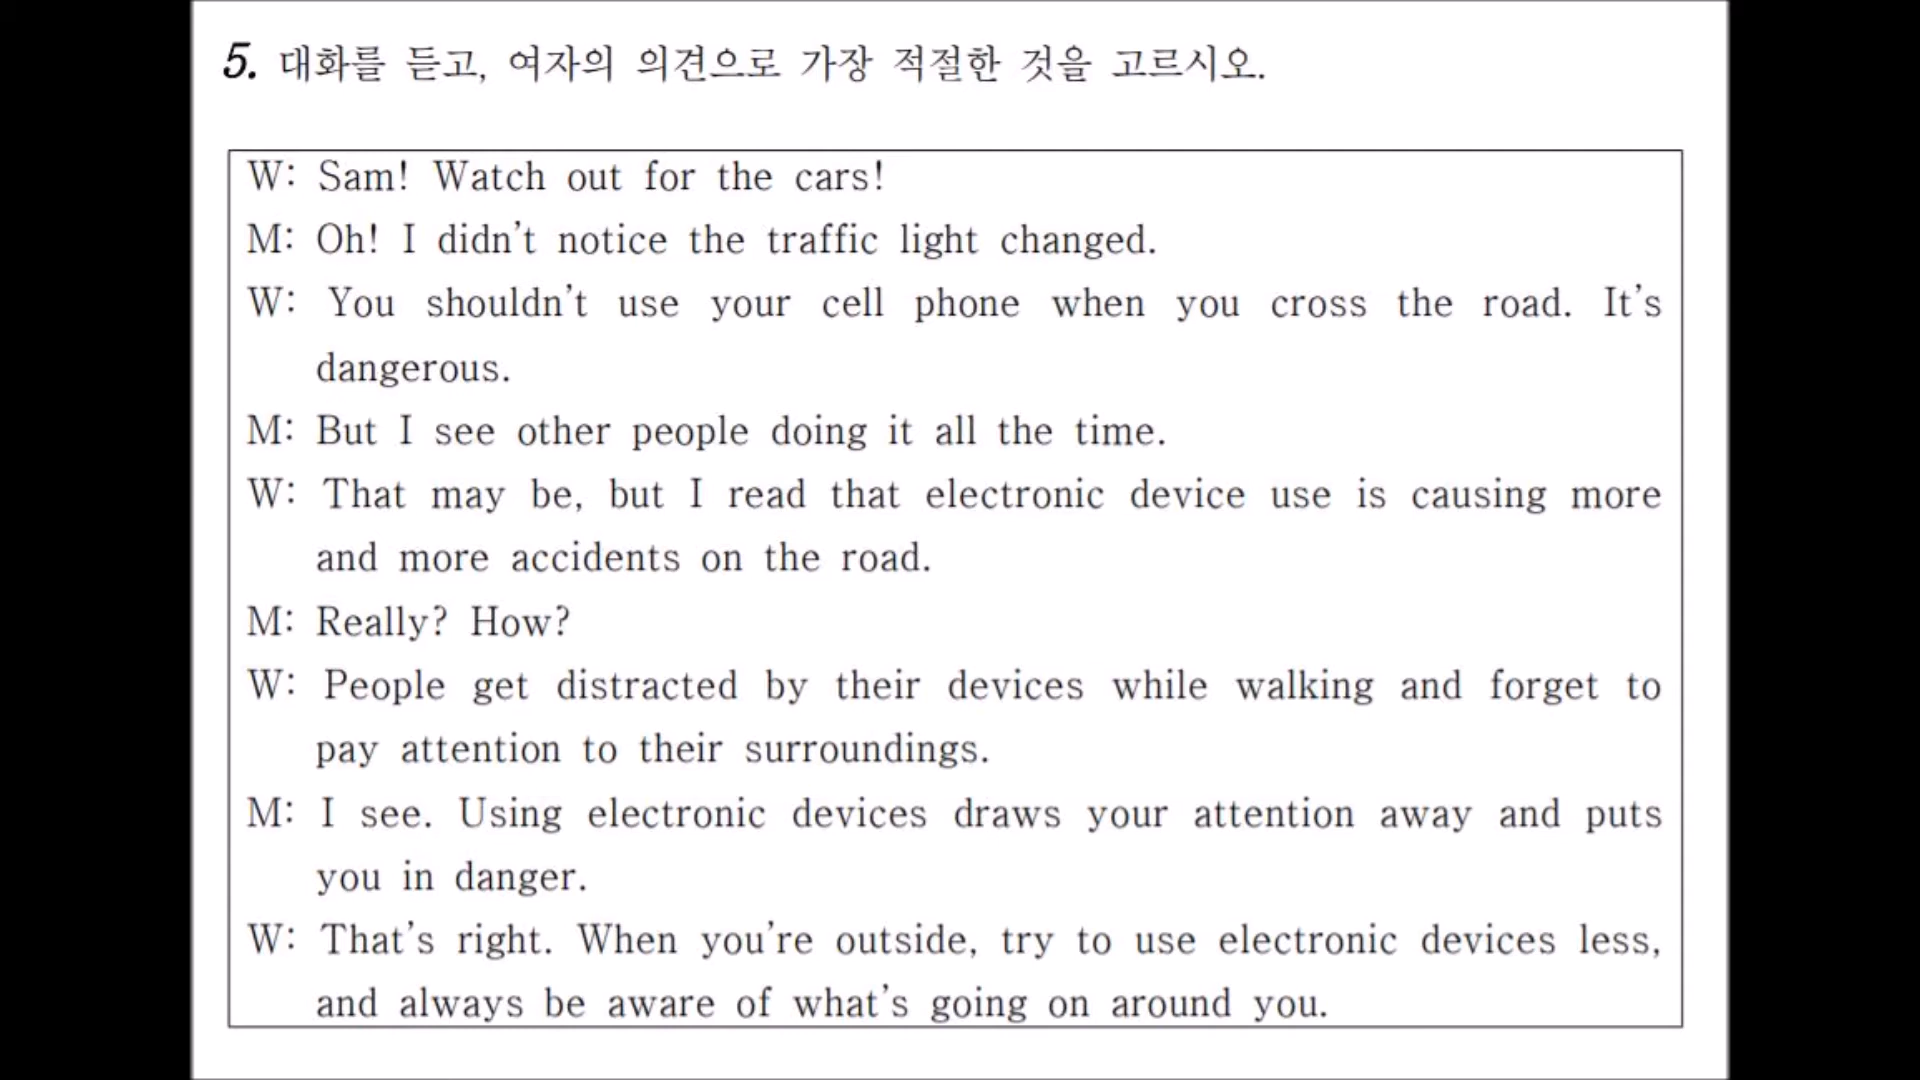 5. 대화를 듣고, 여자의 의견으로 가장 적절한 것을 고르시오.
W: Sam! Watch out for the cars!
M: Oh! I didn't notice the traffic light changed.
W: You shouldn't use your cell phone when you cross the road. It's
dangerous.
M: But I see other people doing it all the time.
W: That may be, but I read that electronic device use is causing more
and more accidents on the road.
M: Really? How?
W: People get distracted by their devices while walking and forget to
pay attention to their surroundings.
M: I see. Using electronic devices draws your attention away and puts
you in danger.
W: That's right. When you're outside, try to use electronic devices less,
and always be aware of what's going on around you.